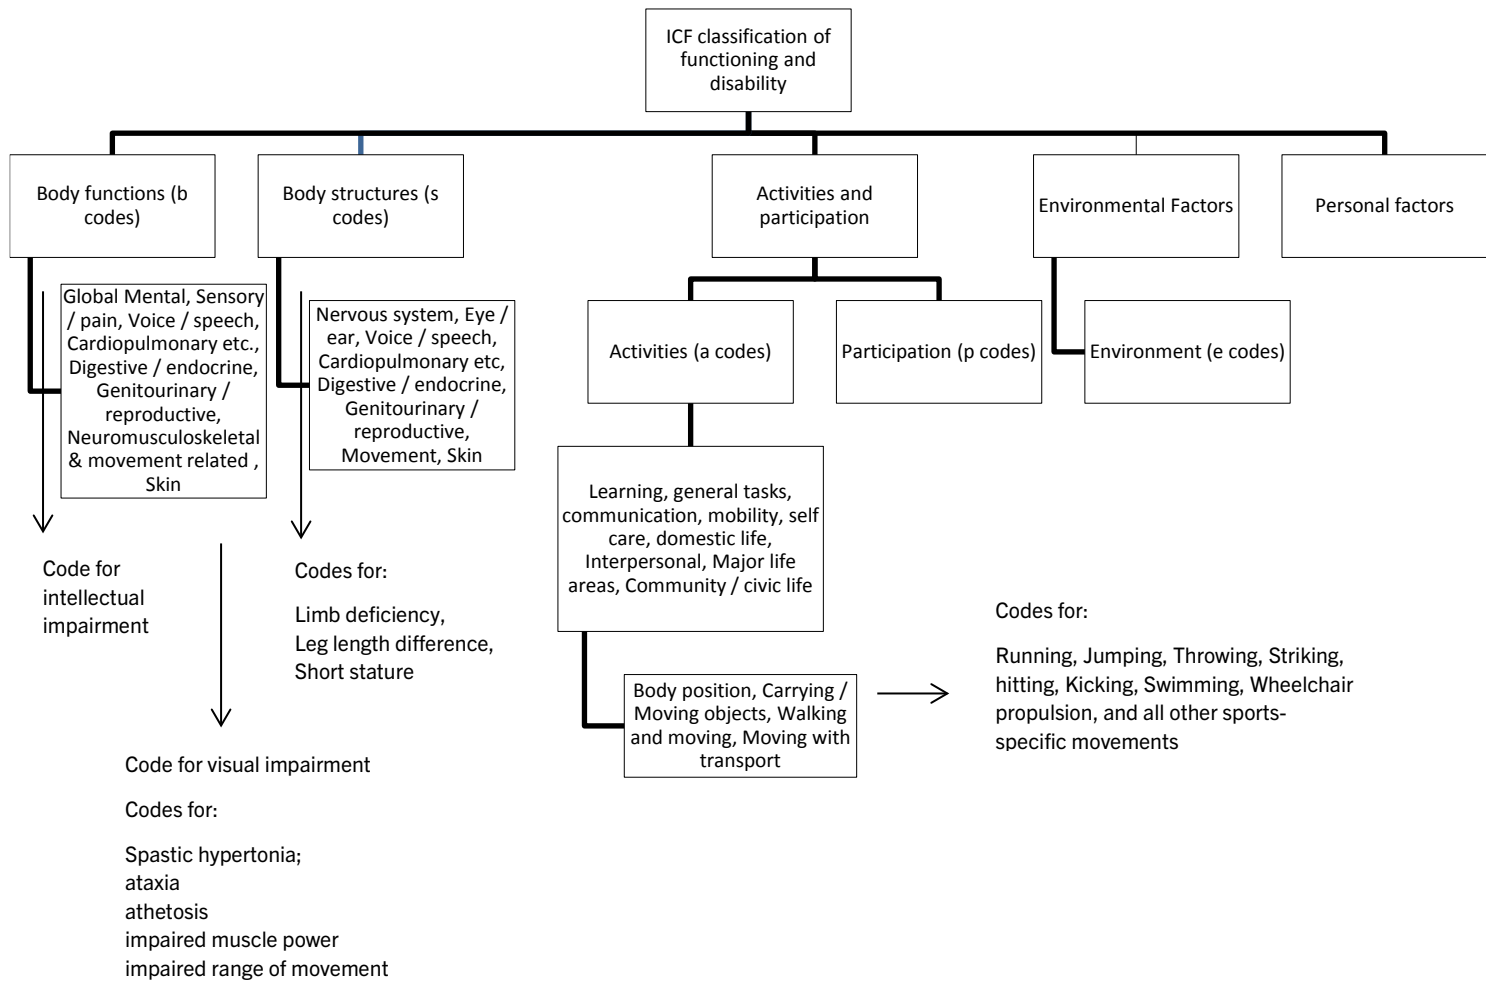 ICF classification of
functioning and
disability
Body functions (b
codes)
Body structures (s
codes)
Activities and
participation
Environmental Factors
Personal factors
Global Mental, Sensory
/ pain, Voice / speech,
Cardiopulmonary etc.,
Digestive / endocrine,
Genitourinary /
reproductive,
Neuromusculoskeletal
& movement related ,
Skin
Nervous system, Eye /
ear, Voice / speech,
Cardiopulmonary etc,
Digestive / endocrine,
Genitourinary /
reproductive,
Movement, Skin
Activities (a codes)
Participation (p codes)
Environment (e codes)
Learning, general tasks,
communication, mobility, self
care, domestic life,
Interpersonal, Major life
areas, Community / civic life
Body position, Carrying /
Moving objects, Walking
and moving, Moving with
transport
Codes for:
Running, Jumping, Throwing, Striking,
hitting, Kicking, Swimming, Wheelchair
propulsion, and all other sports-
specific movements
Code for
intellectual
impairment
Codes for:
Limb deficiency,
Leg length difference,
Short stature
Code for visual impairment
Codes for:
Spastic hypertonia;
ataxia
athetosis
impaired muscle power
impaired range of movement